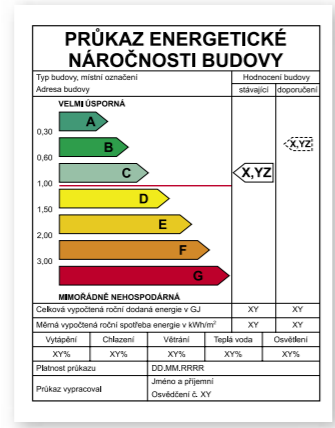 PRŮKAZ ENERGETICKÉ
NÁROČNOSTI BUDOVY
Typ budovy, místní označení
Adresa budovy
Hodnocení budovy
stávající
doporučení
VELMI ÚSPORNÁ
A
0,30
B
X,YZ
0,60
C
X,YZ
1,00
D
1,50
E
2,00
F
3,00
G
MIMOŘÁDNĚ NEHOSPODÁRNÁ
Celková vypočtená roční dodaná energie v GJ XY XY
Měrná vypočtená roční spotřeba energie v kWh/m² XY XY
Vytápění Chlazení Větrání Teplá voda Osvětlení
XY% XY% XY% XY% XY%
Platnost průkazu DD.MM.RRRR
Průkaz vypracoval
Jméno a příjemní
Osvědčení č. XY